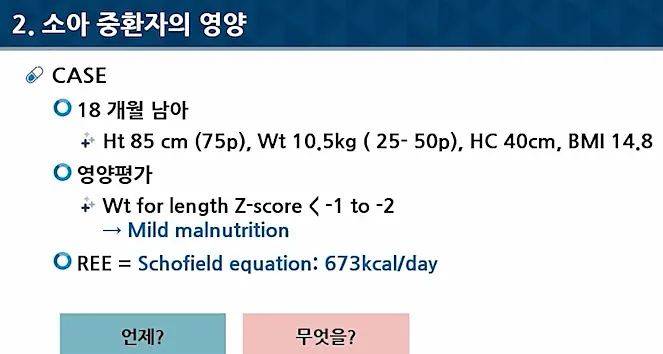 2. 소아 중환자의 영양
CASE
18 개월 남아
Ht 85 cm (75p), Wt 10.5kg ( 25- 50p), HC 40cm, BMI 14.8
영양평가
Wt for length Z-score < -1 to -2
→ Mild malnutrition
REE = Schofield equation: 673kcal/day
언제?
무엇을?